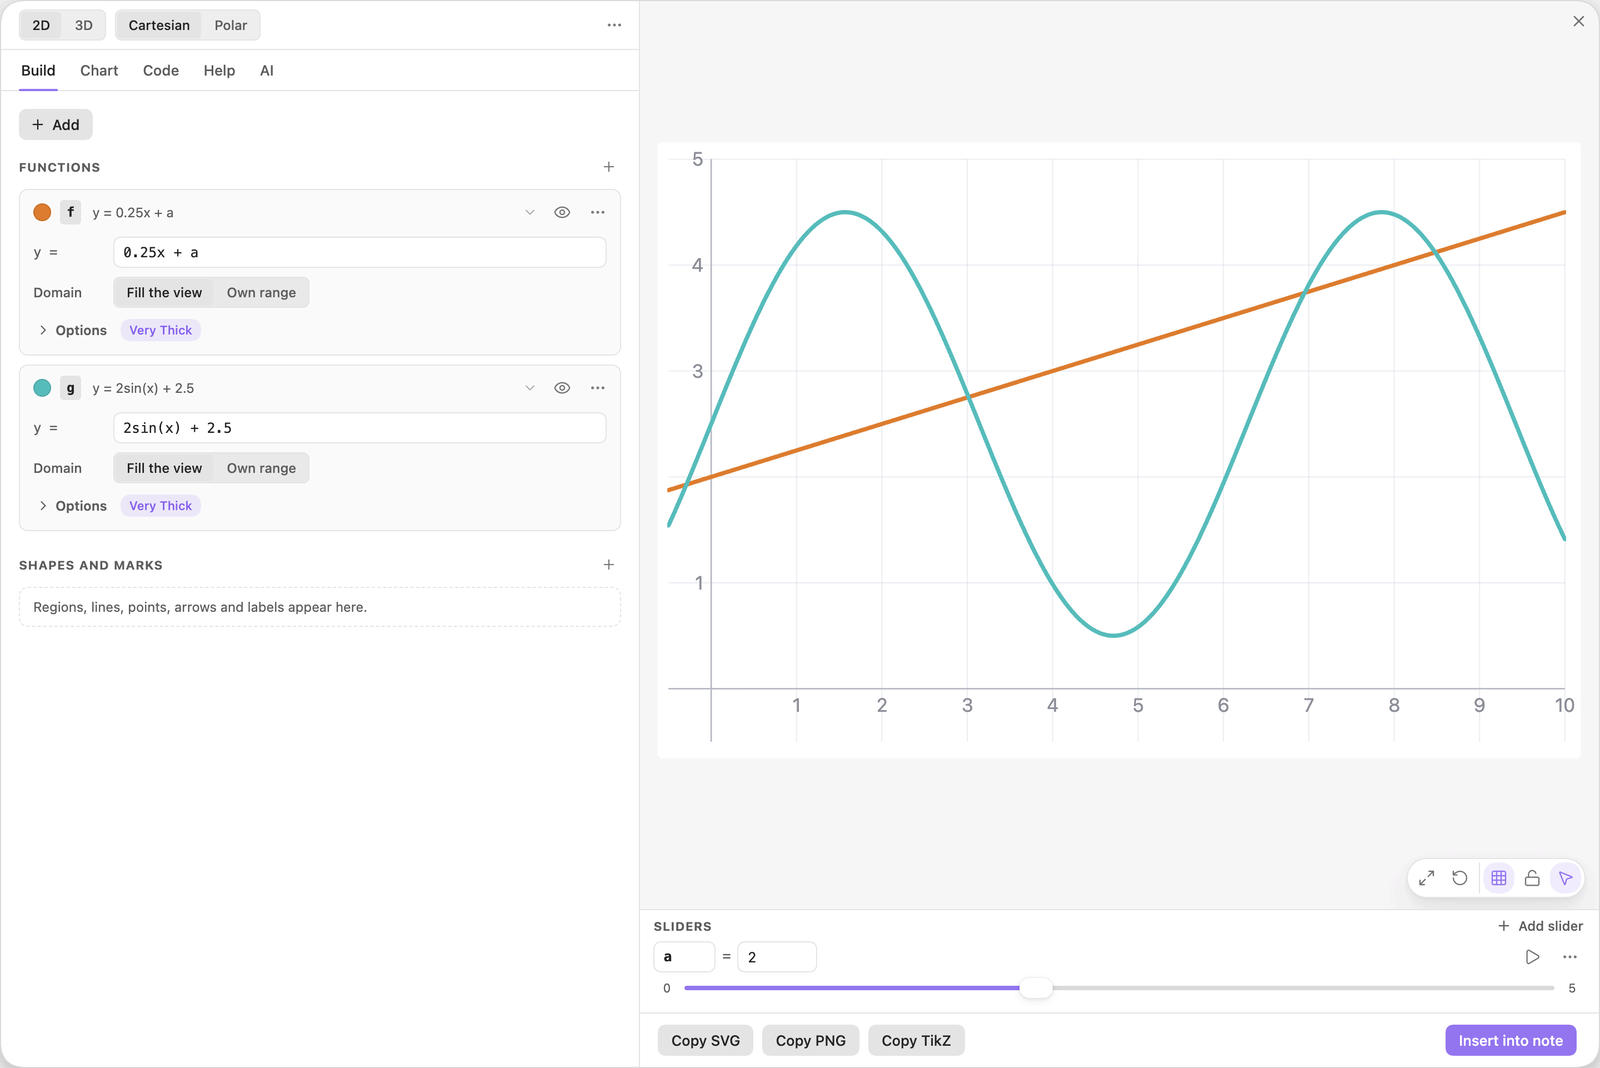 2D 3D Cartesian Polar
Build Chart Code Help AI
+ Add
FUNCTIONS
f y = 0.25x + a
y = 0.25x + a
Domain Fill the view Own range
Options Very Thick
g y = 2sin(x) + 2.5
y = 2sin(x) + 2.5
Domain Fill the view Own range
Options Very Thick
SHAPES AND MARKS
Regions, lines, points, arrows and labels appear here.
5
4
3
1
1 2 3 4 5 6 7 8 9 10
SLIDERS + Add slider
a = 2
0 5
Copy SVG Copy PNG Copy TikZ Insert into note